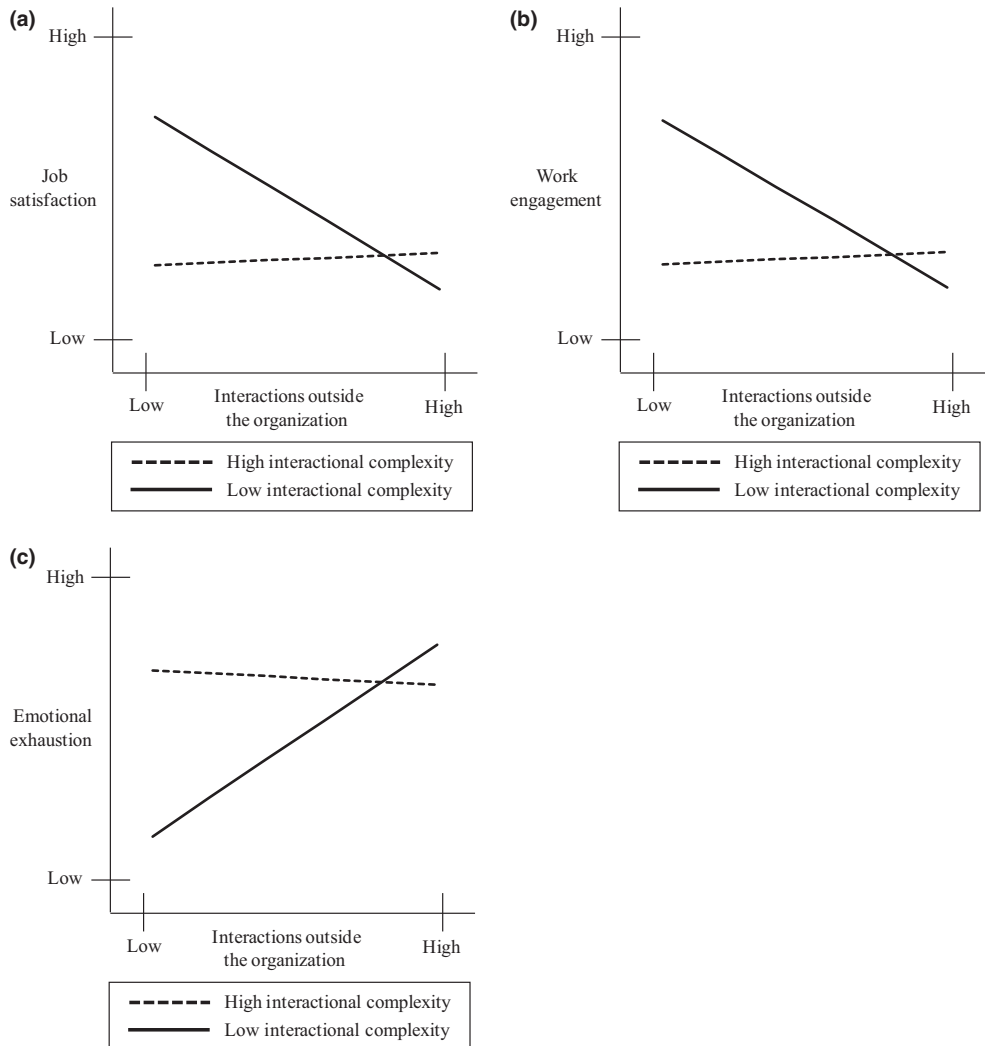 (a)
High
Job
satisfaction
Low
Low
Interactions outside
the organization
High
High interactional complexity
Low interactional complexity
(b)
High
Work
engagement
Low
Low
Interactions outside
the organization
High
High interactional complexity
Low interactional complexity
(c)
High
Emotional
exhaustion
Low
Low
Interactions outside
the organization
High
High interactional complexity
Low interactional complexity